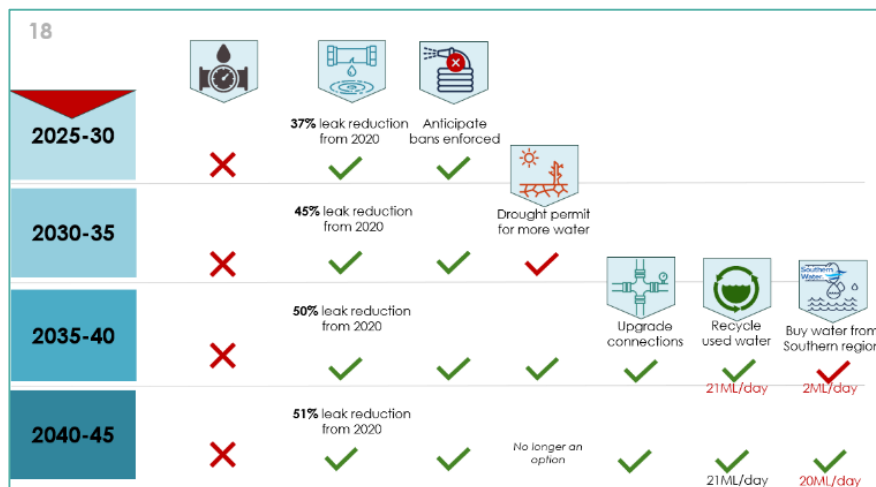 18
2025-30
37% leak reduction
from 2020
Anticipate
bans enforced
2030-35
45% leak reduction
from 2020
Drought permit
for more water
Southern
Water
2035-40
50% leak reduction
from 2020
Upgrade
connections
Recycle
used water
Buy water from
Southern region
21ML/day
2ML/day
2040-45
51% leak reduction
from 2020
No longer an
option
21ML/day
20ML/day